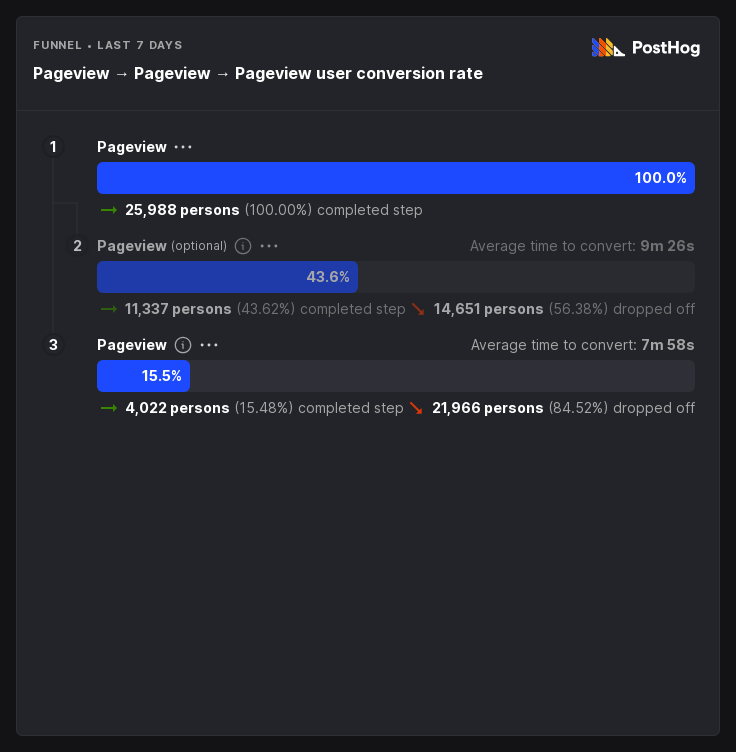 FUNNEL • LAST 7 DAYS
PostHog
Pageview → Pageview → Pageview user conversion rate
1 Pageview ···
100.0%
→ 25,988 persons (100.00%) completed step
2 Pageview (optional) i ··· Average time to convert: 9m 26s
43.6%
→ 11,337 persons (43.62%) completed step ↘ 14,651 persons (56.38%) dropped off
3 Pageview i ··· Average time to convert: 7m 58s
15.5%
→ 4,022 persons (15.48%) completed step ↘ 21,966 persons (84.52%) dropped off